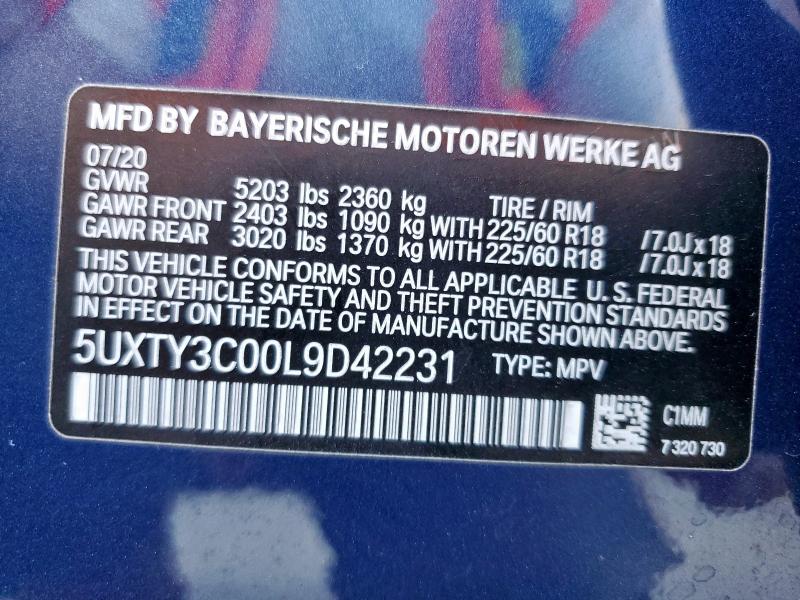 MFD BY BAYERISCHE MOTOREN WERKE AG
07/20
GVWR 5203 lbs 2360 kg TIRE / RIM
GAWR FRONT 2403 lbs 1090 kg WITH 225/60 R18 /7.0J x 18
GAWR REAR 3020 lbs 1370 kg WITH 225/60 R18 /7.0J x 18
THIS VEHICLE CONFORMS TO ALL APPLICABLE U. S. FEDERAL
MOTOR VEHICLE SAFETY AND THEFT PREVENTION STANDARDS
IN EFFECT ON THE DATE OF MANUFACTURE SHOWN ABOVE.
5UXTY3C00L9D42231 TYPE: MPV
C1MM
7 320 730